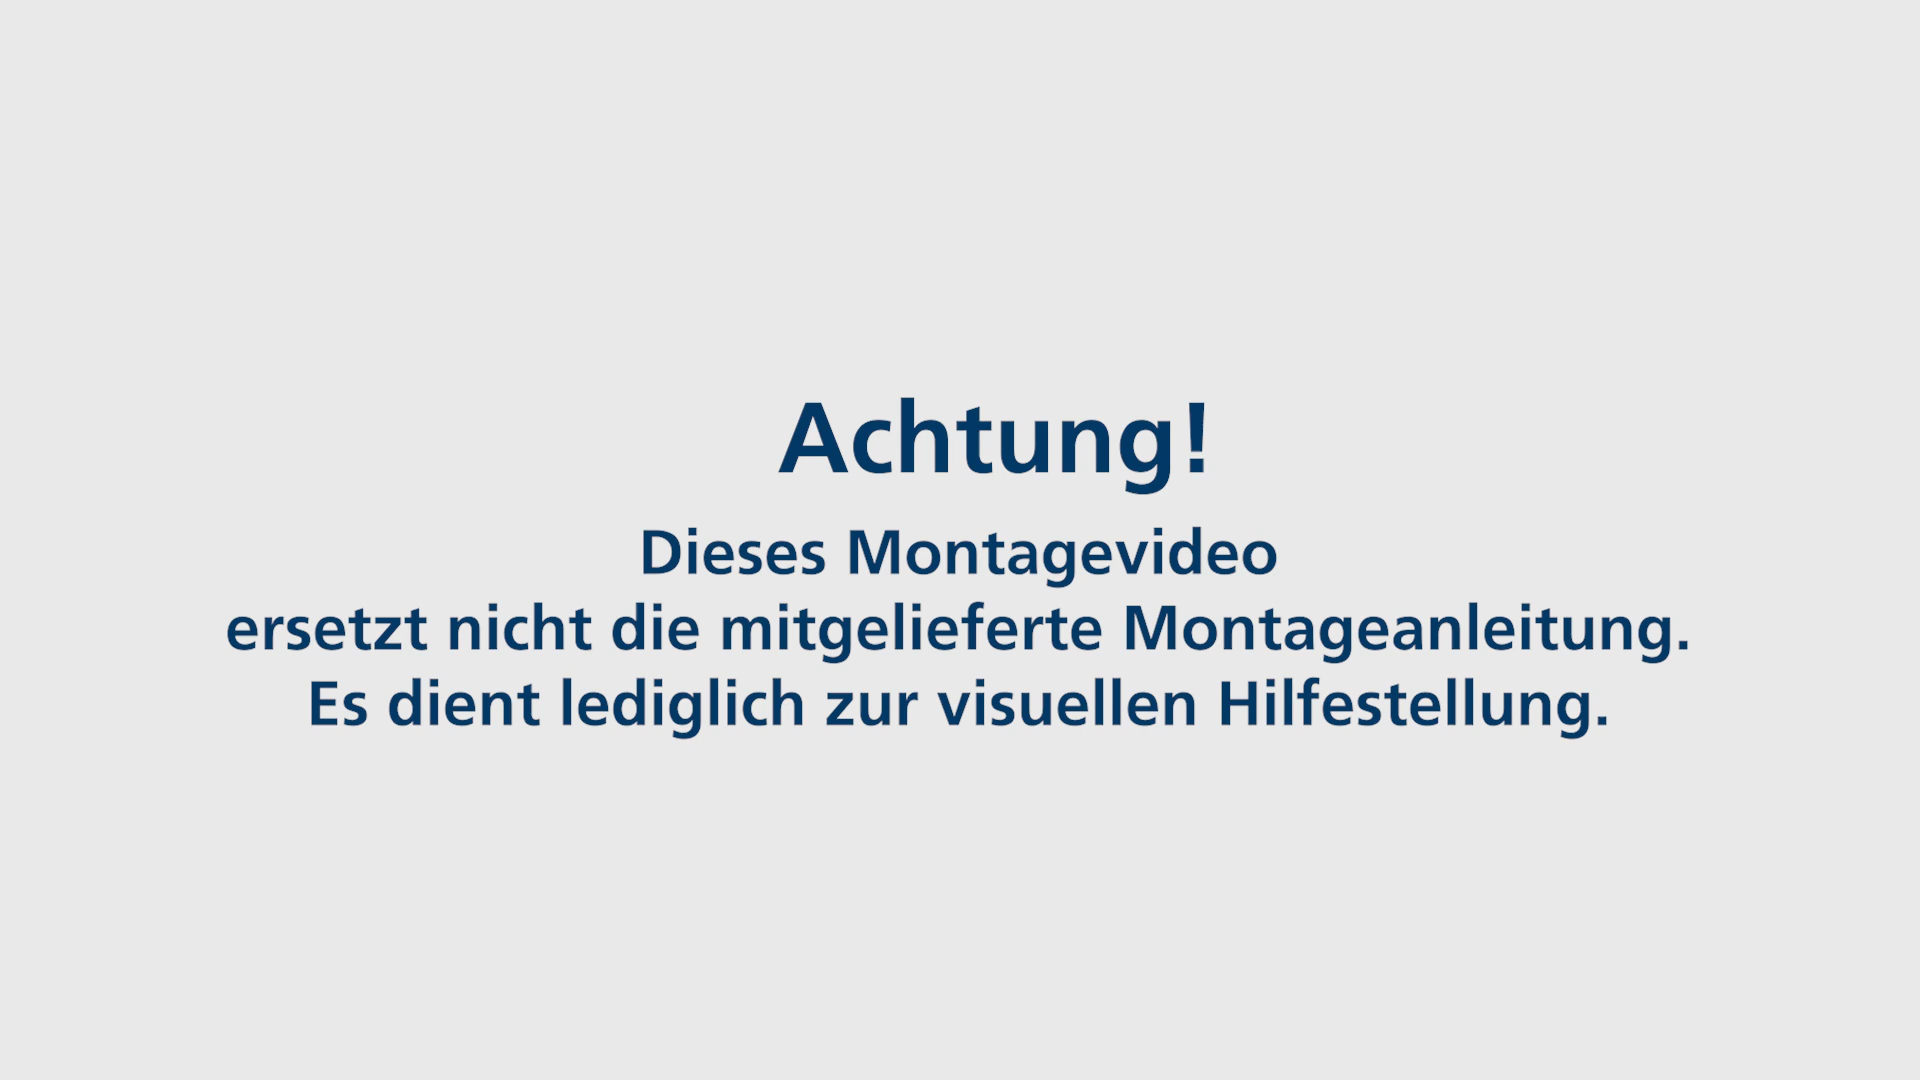 Achtung!
Dieses Montagevideo
ersetzt nicht die mitgelieferte Montageanleitung.
Es dient lediglich zur visuellen Hilfestellung.